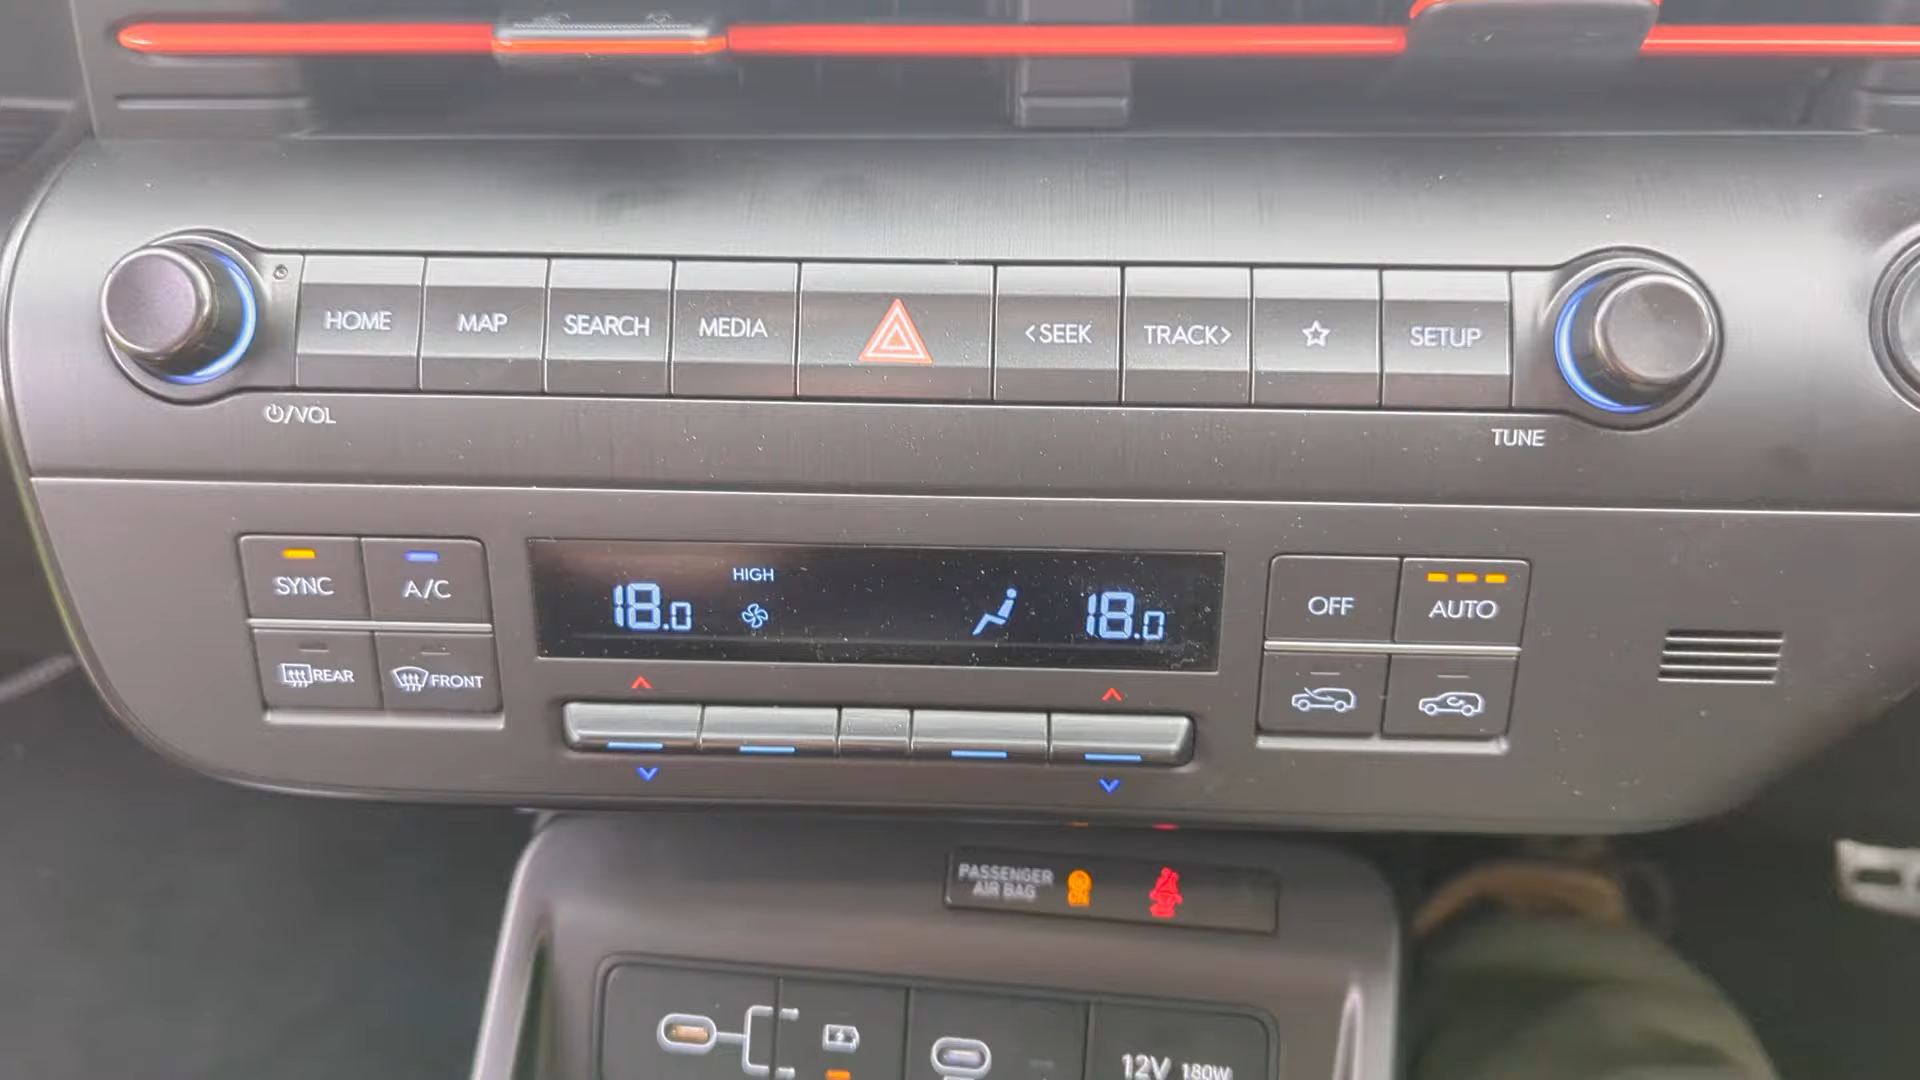 HOME
MAP
SEARCH
MEDIA
<SEEK
TRACK>
SETUP
/VOL
TUNE
SYNC
A/C
18.0
HIGH
18.0
OFF
AUTO
REAR
FRONT
PASSENGER
AIR BAG
ON
12V 180W